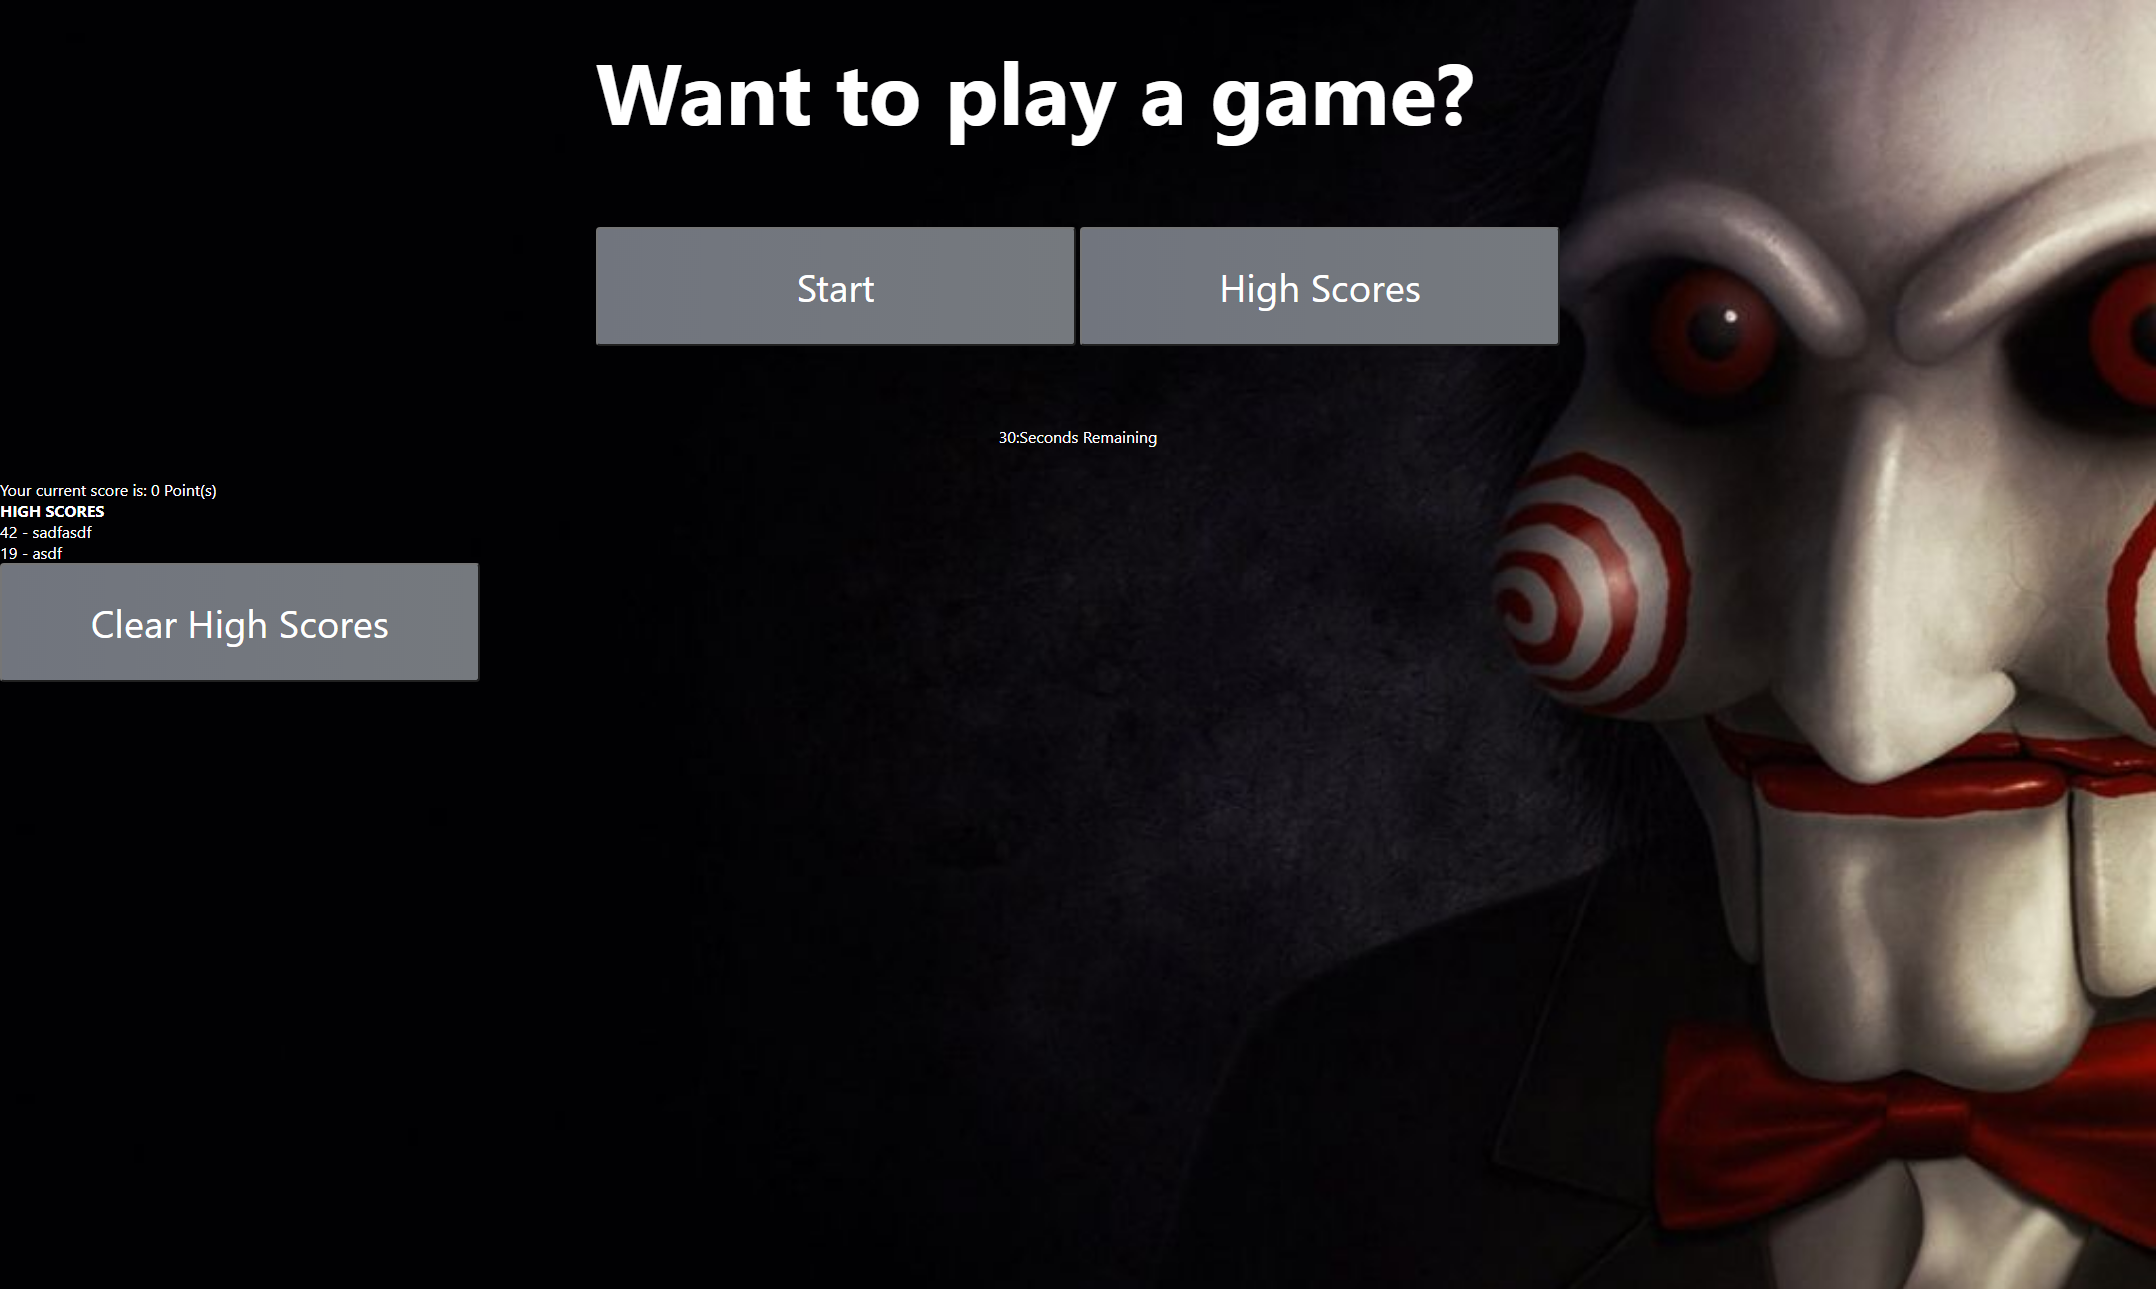 Want to play a game?
Start
High Scores
30:Seconds Remaining
Your current score is: 0 Point(s)
HIGH SCORES
42 - sadfasdf
19 - asdf
Clear High Scores